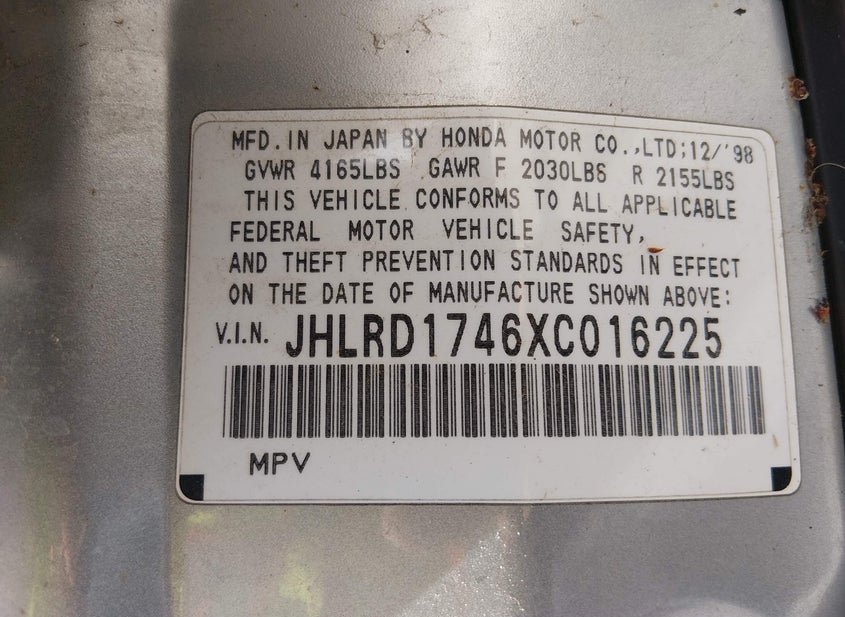 MFD. IN JAPAN BY HONDA MOTOR CO.,LTD;12/'98
GVWR 4165LBS GAWR F 2030LBS R 2155LBS
THIS VEHICLE CONFORMS TO ALL APPLICABLE
FEDERAL MOTOR VEHICLE SAFETY,
AND THEFT PREVENTION STANDARDS IN EFFECT
ON THE DATE OF MANUFACTURE SHOWN ABOVE:
V.I.N. JHLRD1746XC016225
MPV